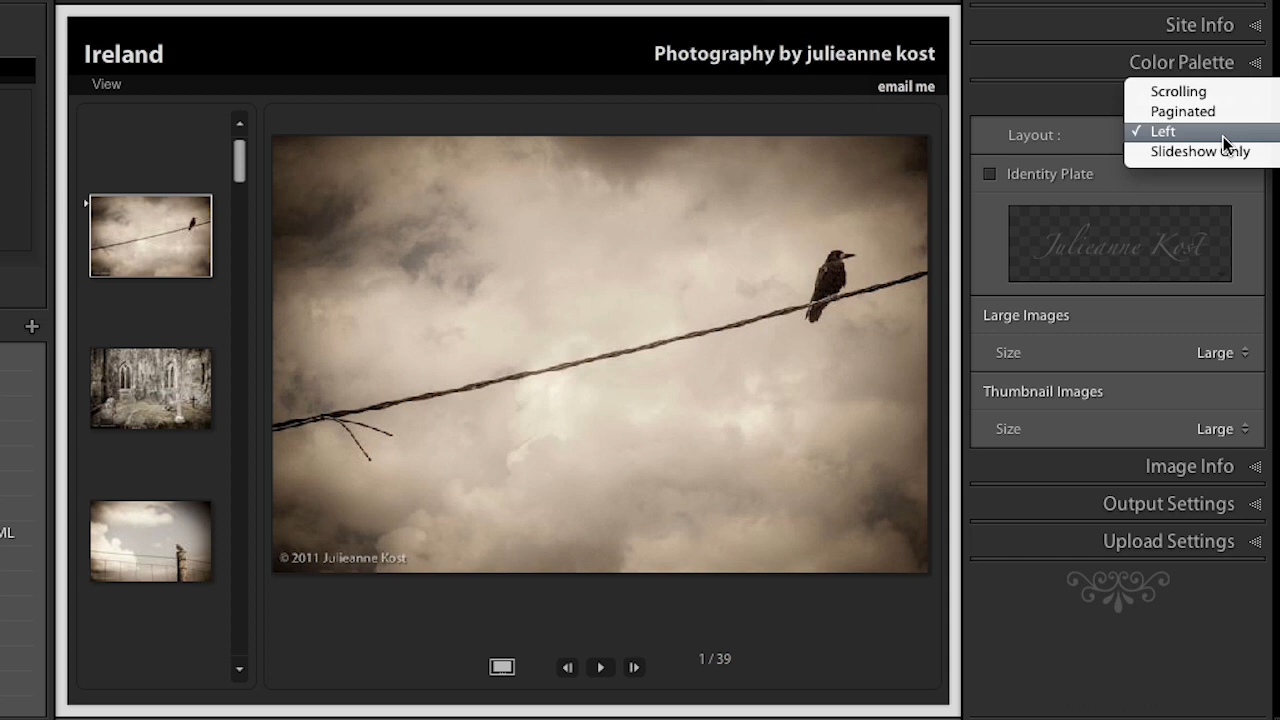 Ireland
Photography by julieanne kost
View
email me
© 2011 Julieanne Kost
1 / 39
ML
Site Info
Color Palette
Scrolling
Paginated
✓ Left
Slideshow Only
Layout :
Identity Plate
Julieanne Kost
Large Images
Size Large
Thumbnail Images
Size Large
Image Info
Output Settings
Upload Settings